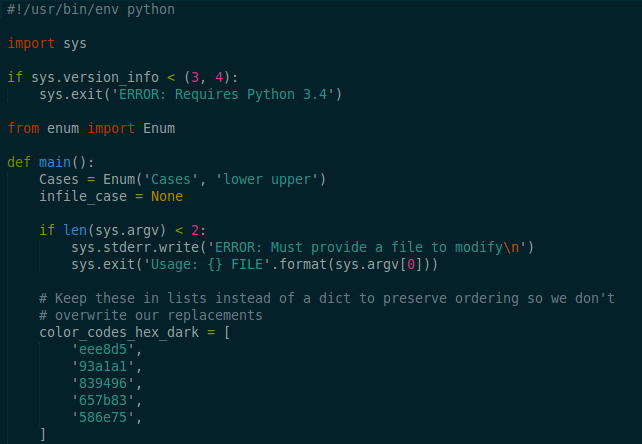 #!/usr/bin/env python

import sys

if sys.version_info < (3, 4):
    sys.exit('ERROR: Requires Python 3.4')

from enum import Enum

def main():
    Cases = Enum('Cases', 'lower upper')
    infile_case = None

    if len(sys.argv) < 2:
        sys.stderr.write('ERROR: Must provide a file to modify\n')
        sys.exit('Usage: {} FILE'.format(sys.argv[0]))

    # Keep these in lists instead of a dict to preserve ordering so we don't
    # overwrite our replacements
    color_codes_hex_dark = [
        'eee8d5',
        '93a1a1',
        '839496',
        '657b83',
        '586e75',
    ]